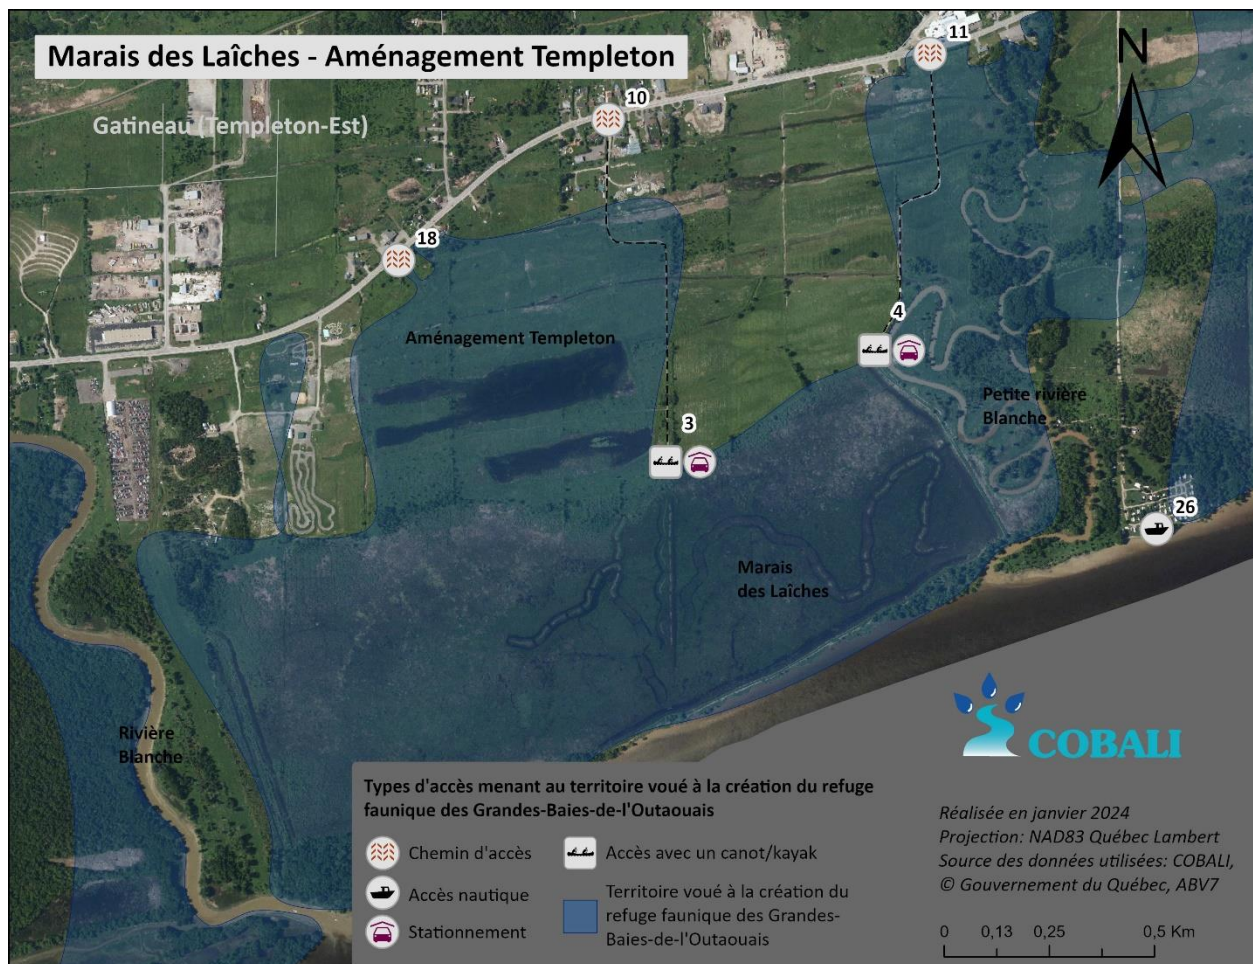 Marais des Laîches - Aménagement Templeton
11
N
10
Gatineau (Templeton-Est)
18
4
Aménagement Templeton
Petite rivière
Blanche
3
26
Marais
des Laîches
Rivière
Blanche
COBALI
Types d'accès menant au territoire voué à la création du refuge
faunique des Grandes-Baies-de-l'Outaouais
Chemin d'accès
Accès nautique
Stationnement
Accès avec un canot/kayak
Territoire voué à la création du
refuge faunique des Grandes-
Baies-de-l'Outaouais
Réalisée en janvier 2024
Projection: NAD83 Québec Lambert
Source des données utilisées: COBALI,
© Gouvernement du Québec, ABV7
0 0,13 0,25 0,5 Km